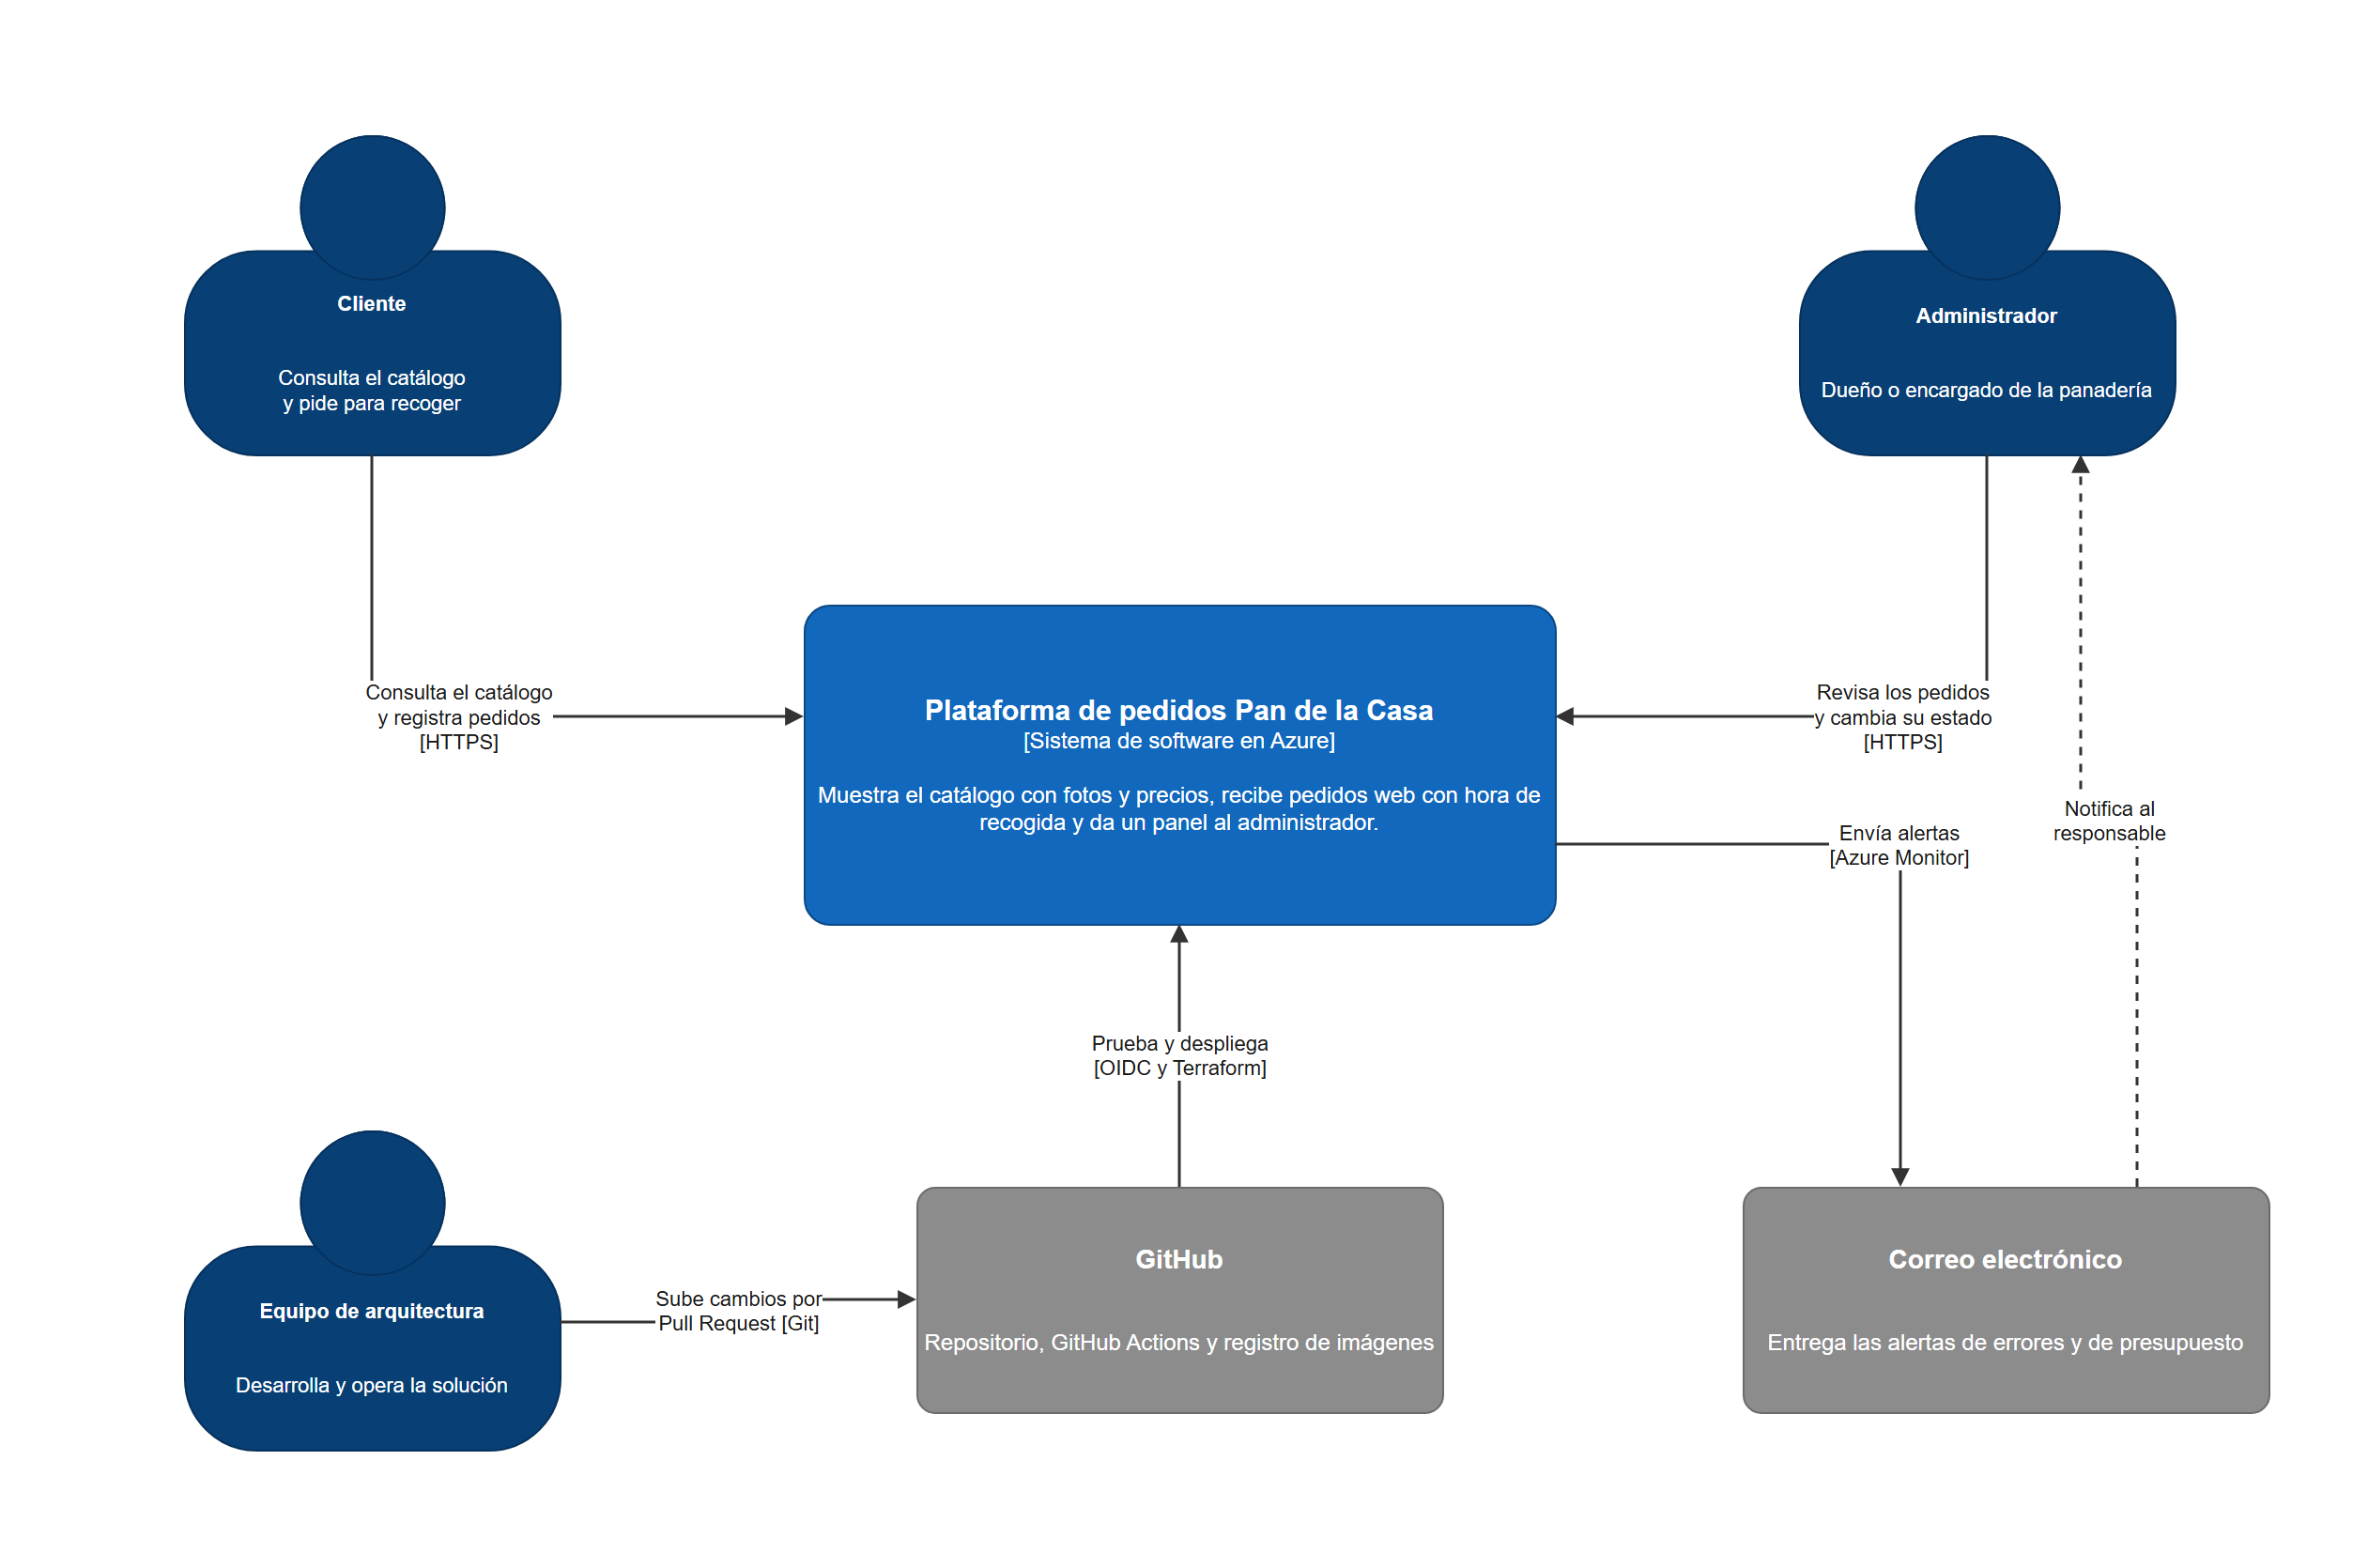 Cliente
Consulta el catálogo
y pide para recoger
Administrador
Dueño o encargado de la panadería
Consulta el catálogo
y registra pedidos
[HTTPS]
Plataforma de pedidos Pan de la Casa
[Sistema de software en Azure]
Muestra el catálogo con fotos y precios, recibe pedidos web con hora de
recogida y da un panel al administrador.
Revisa los pedidos
y cambia su estado
[HTTPS]
Envía alertas
[Azure Monitor]
Notifica al
responsable
Prueba y despliega
[OIDC y Terraform]
Equipo de arquitectura
Desarrolla y opera la solución
Sube cambios por
Pull Request [Git]
GitHub
Repositorio, GitHub Actions y registro de imágenes
Correo electrónico
Entrega las alertas de errores y de presupuesto